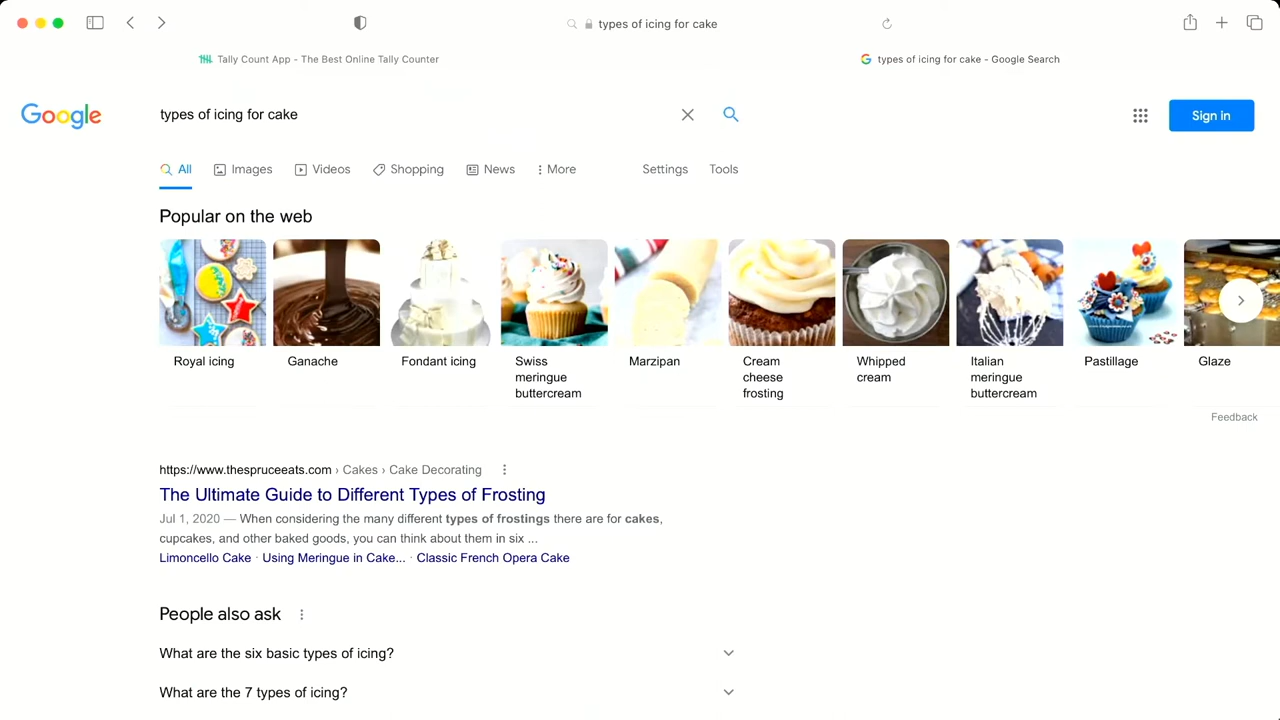 types of icing for cake
Tally Count App - The Best Online Tally Counter
types of icing for cake - Google Search
Google
types of icing for cake
Sign in
All
Images
Videos
Shopping
News
More
Settings
Tools
Popular on the web
Royal icing
Ganache
Fondant icing
Swiss
meringue
buttercream
Marzipan
Cream
cheese
frosting
Whipped
cream
Italian
meringue
buttercream
Pastillage
Glaze
Feedback
https://www.thespruceeats.com › Cakes › Cake Decorating
The Ultimate Guide to Different Types of Frosting
Jul 1, 2020 — When considering the many different types of frostings there are for cakes,
cupcakes, and other baked goods, you can think about them in six ...
Limoncello Cake · Using Meringue in Cake... · Classic French Opera Cake
People also ask
What are the six basic types of icing?
What are the 7 types of icing?